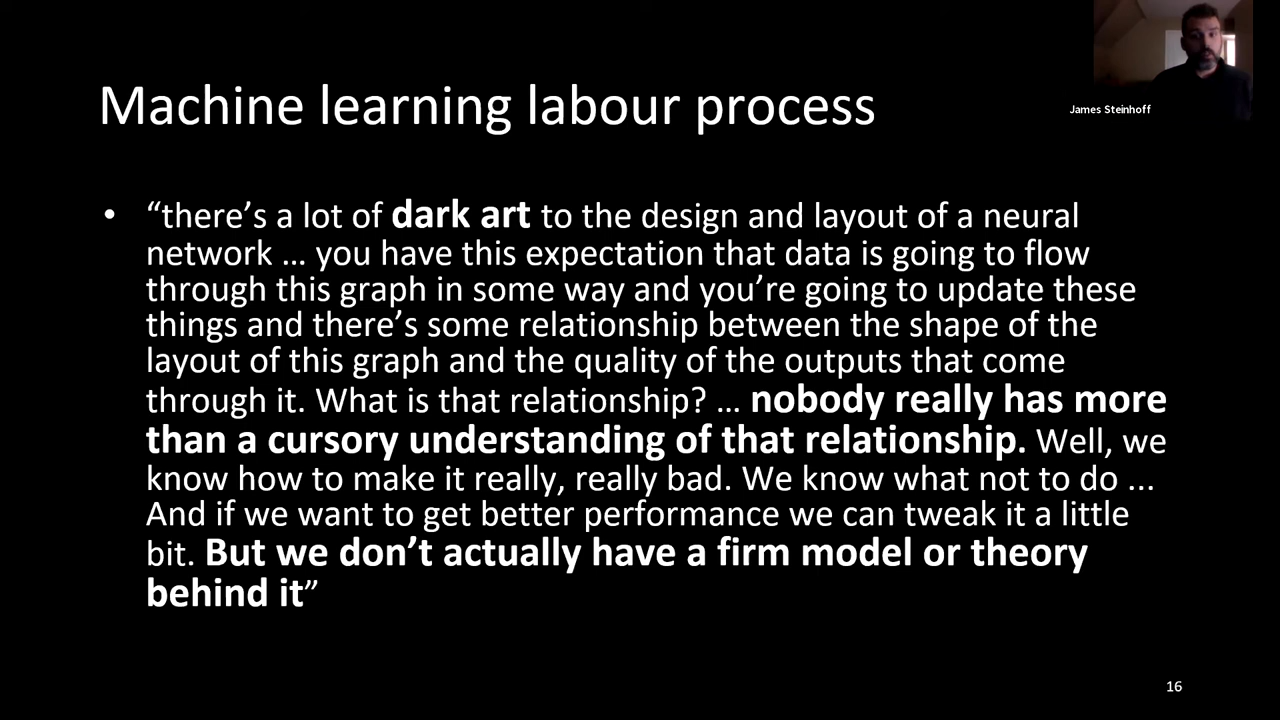 James Steinhoff
Machine learning labour process
• “there’s a lot of dark art to the design and layout of a neural
network … you have this expectation that data is going to flow
through this graph in some way and you’re going to update these
things and there’s some relationship between the shape of the
layout of this graph and the quality of the outputs that come
through it. What is that relationship? … nobody really has more
than a cursory understanding of that relationship. Well, we
know how to make it really, really bad. We know what not to do ...
And if we want to get better performance we can tweak it a little
bit. But we don’t actually have a firm model or theory
behind it”
16